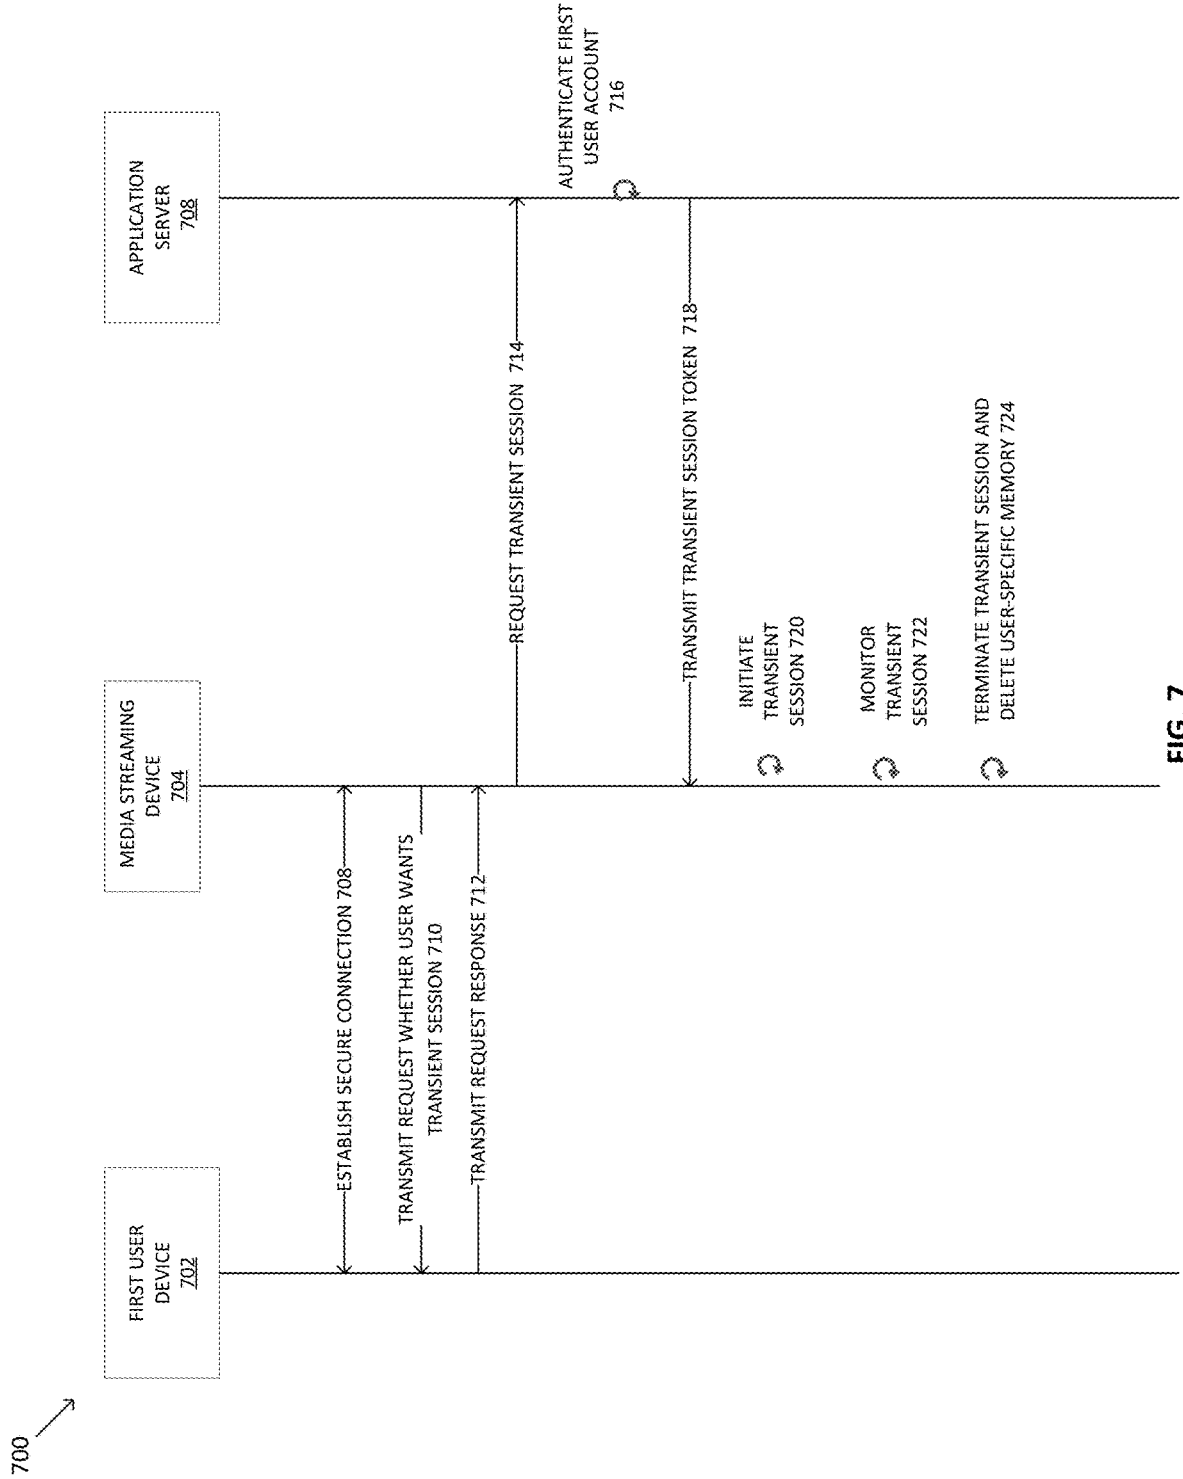 700
FIRST USER
DEVICE
702
MEDIA STREAMING
DEVICE
704
APPLICATION
SERVER
708
ESTABLISH SECURE CONNECTION 708
TRANSMIT REQUEST WHETHER USER WANTS
TRANSIENT SESSION 710
TRANSMIT REQUEST RESPONSE 712
REQUEST TRANSIENT SESSION 714
AUTHENTICATE FIRST
USER ACCOUNT
716
TRANSMIT TRANSIENT SESSION TOKEN 718
INITIATE
TRANSIENT
SESSION 720
MONITOR
TRANSIENT
SESSION 722
TERMINATE TRANSIENT SESSION AND
DELETE USER-SPECIFIC MEMORY 724
FIG. 7